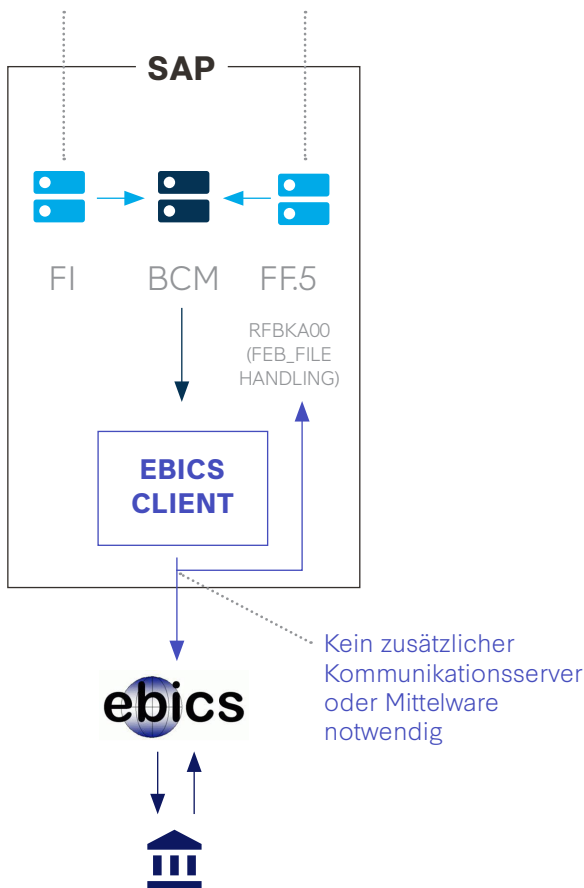 SAP
FI
BCM
FF.5
RFBKA00
(FEB_FILE
HANDLING)
EBICS
CLIENT
Kein zusätzlicher
Kommunikationsserver
oder Mittelware
notwendig
ebics